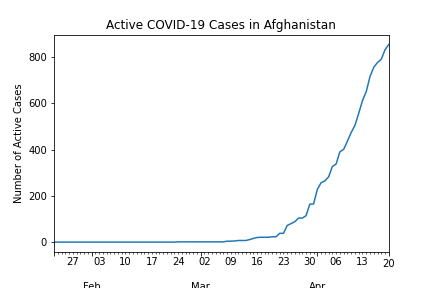 Active COVID-19 Cases in Afghanistan
800
600
400
200
0
Number of Active Cases
27 03 10 17 24 02 09 16 23 30 06 13 20
Feb Mar Apr